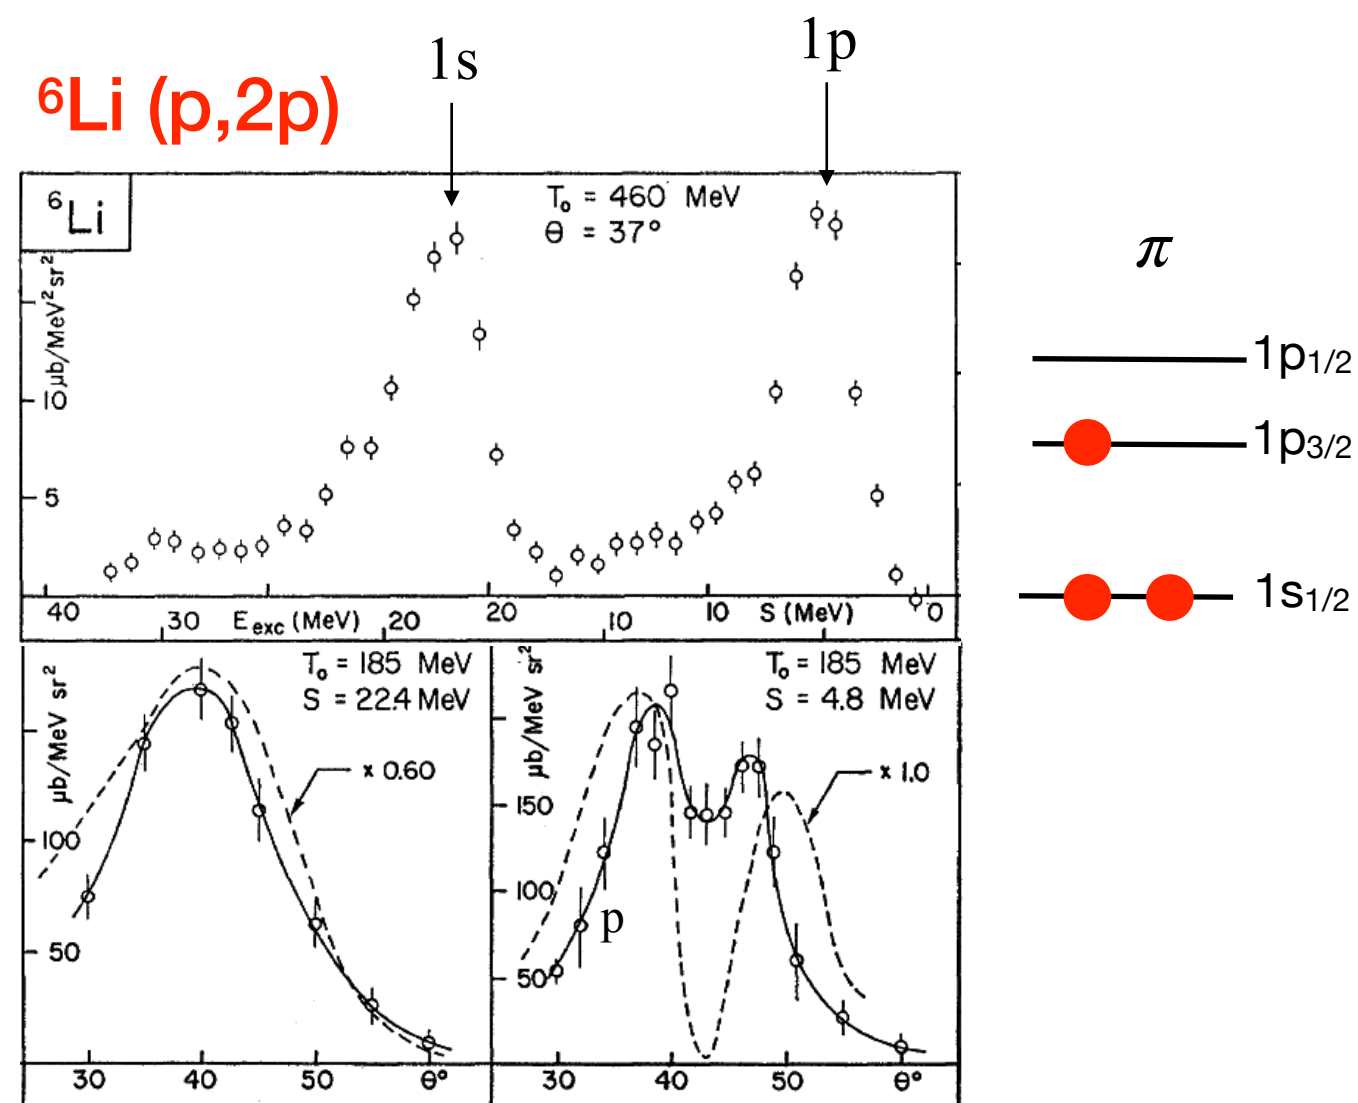 1s
1p
⁶Li (p,2p)
⁶Li
T₀ = 460 MeV
θ = 37°
μb/MeV²sr²
10
5
40
20
10
S (MeV)
0
30
E exc (MeV)
20
10
π
1p1/2
1p3/2
1s1/2
T₀ = 185 MeV
S = 22.4 MeV
x 0.60
μb/MeV sr²
100
50
30
40
50
θ°
T₀ = 185 MeV
S = 4.8 MeV
x 1.0
μb/MeV sr²
150
100
50
p
30
40
50
θ°